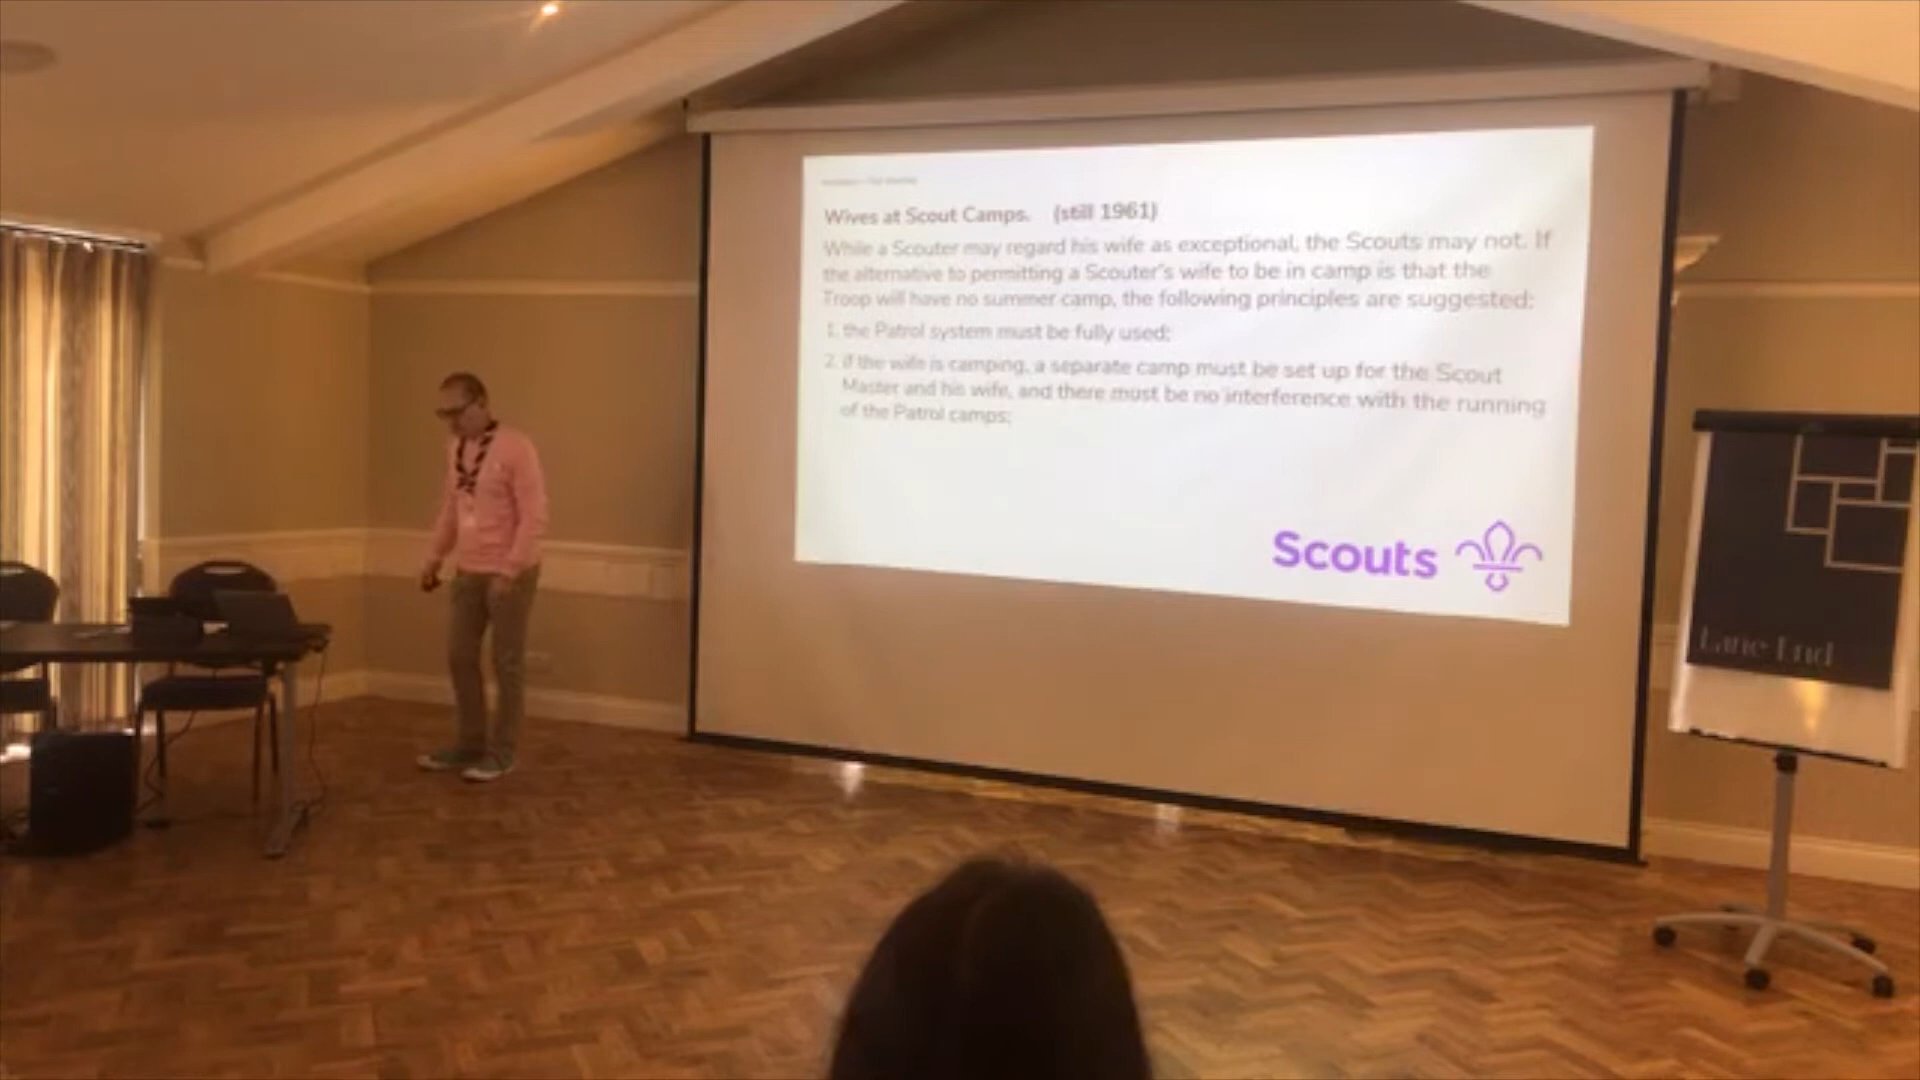 Wives at Scout Camps. (still 1961)
While a Scouter may regard his wife as exceptional, the Scouts may not. If
the alternative to permitting a Scouter's wife to be in camp is that the
Troop will have no summer camp, the following principles are suggested:
1. the Patrol system must be fully used;
2. if the wife is camping, a separate camp must be set up for the Scout
Master and his wife, and there must be no interference with the running
of the Patrol camps;
Scouts
Lane End